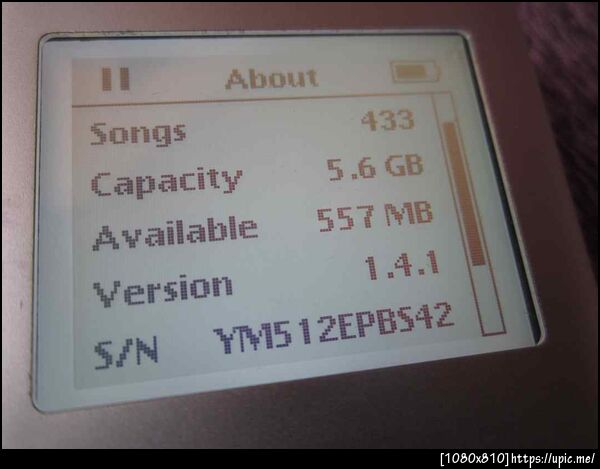 About
Songs 433
Capacity 5.6 GB
Available 557 MB
Version 1.4.1
S/N YM512EPBS42
[1080x810]https://upic.me/